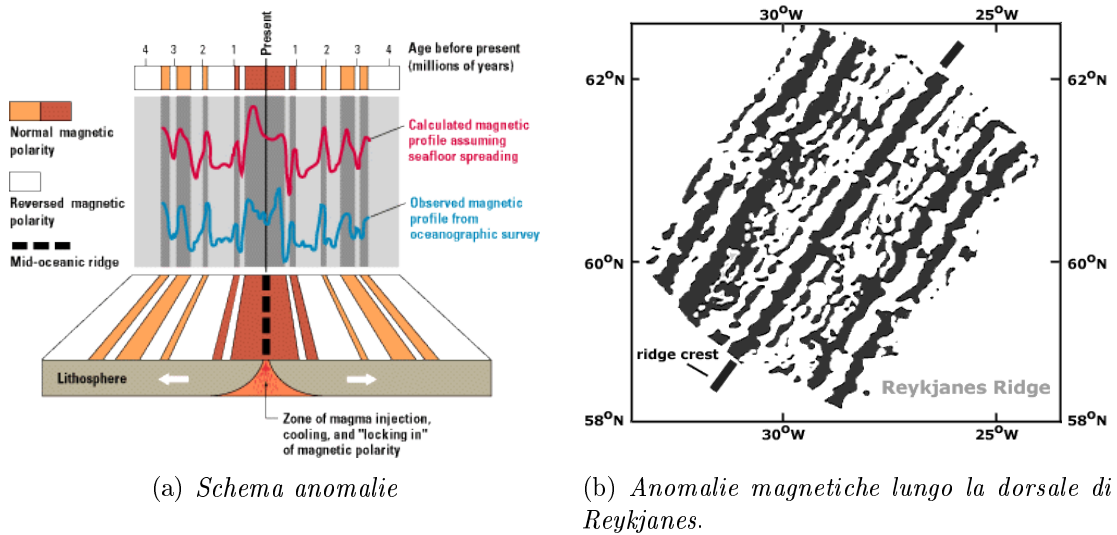 4 3 2 1 Present 1 2 3 4
Age before present
(millions of years)
Normal magnetic
polarity
Reversed magnetic
polarity
Mid-oceanic ridge
Calculated magnetic
profile assuming
seafloor spreading
Observed magnetic
profile from
oceanographic survey
Lithosphere
Zone of magma injection,
cooling, and "locking in"
of magnetic polarity
(a) Schema anomalie
30°W 25°W
62°N 62°N
60°N 60°N
ridge crest
Reykjanes Ridge
58°N 58°N
30°W 25°W
(b) Anomalie magnetiche lungo la dorsale di
Reykjanes.